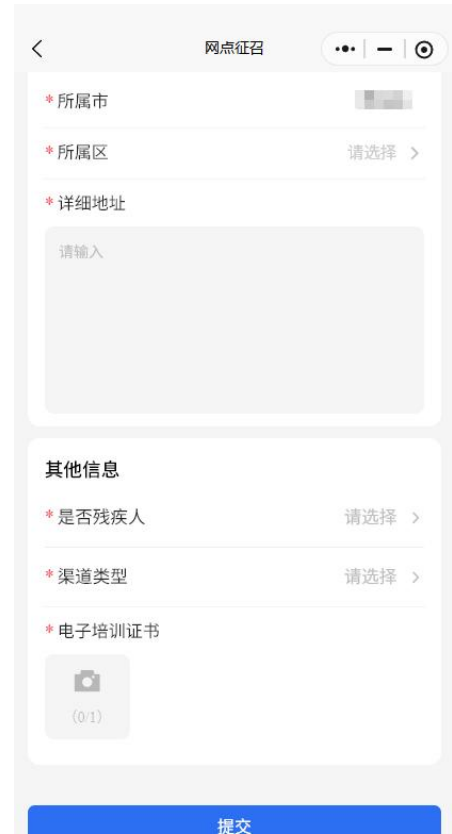 网点征召
*所属市
*所属区 请选择 >
*详细地址
请输入
其他信息
*是否残疾人 请选择 >
*渠道类型 请选择 >
*电子培训证书
(0/1)
提交